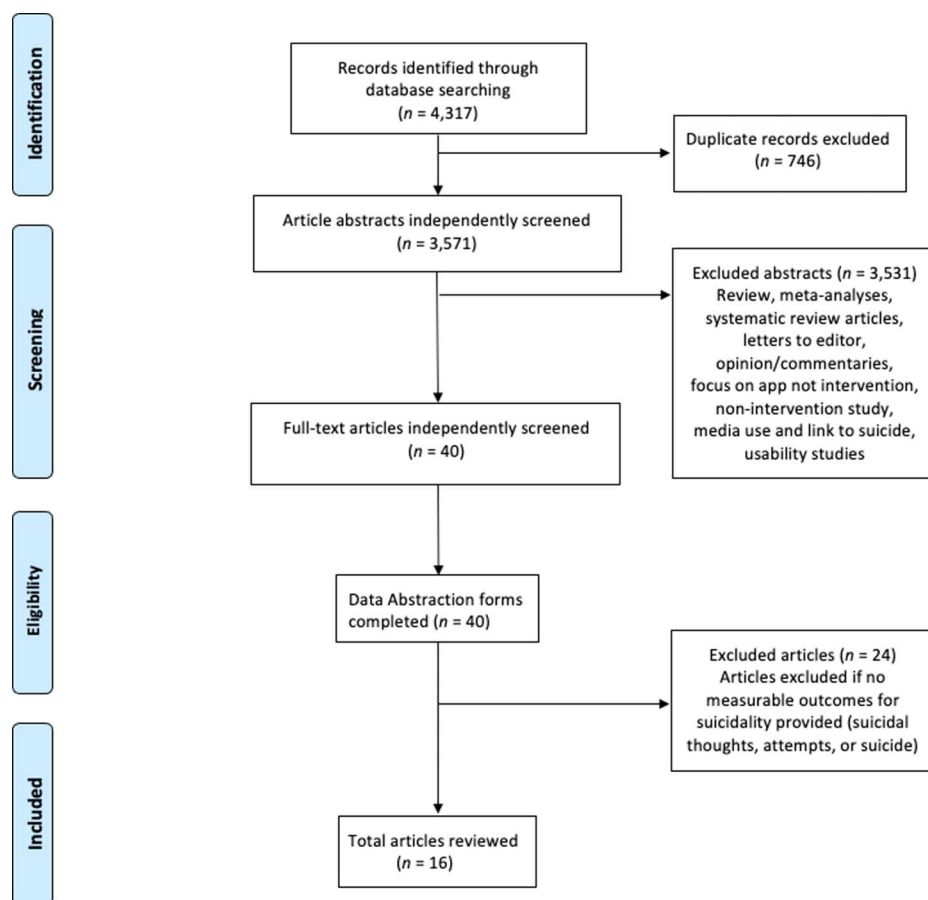 Identification
Records identified through
database searching
(n = 4,317)
Duplicate records excluded
(n = 746)
Screening
Article abstracts independently screened
(n = 3,571)
Excluded abstracts (n = 3,531)
Review, meta-analyses,
systematic review articles,
letters to editor,
opinion/commentaries,
focus on app not intervention,
non-intervention study,
media use and link to suicide,
usability studies
Full-text articles independently screened
(n = 40)
Eligibility
Data Abstraction forms
completed (n = 40)
Excluded articles (n = 24)
Articles excluded if no
measurable outcomes for
suicidality provided (suicidal
thoughts, attempts, or suicide)
Included
Total articles reviewed
(n = 16)